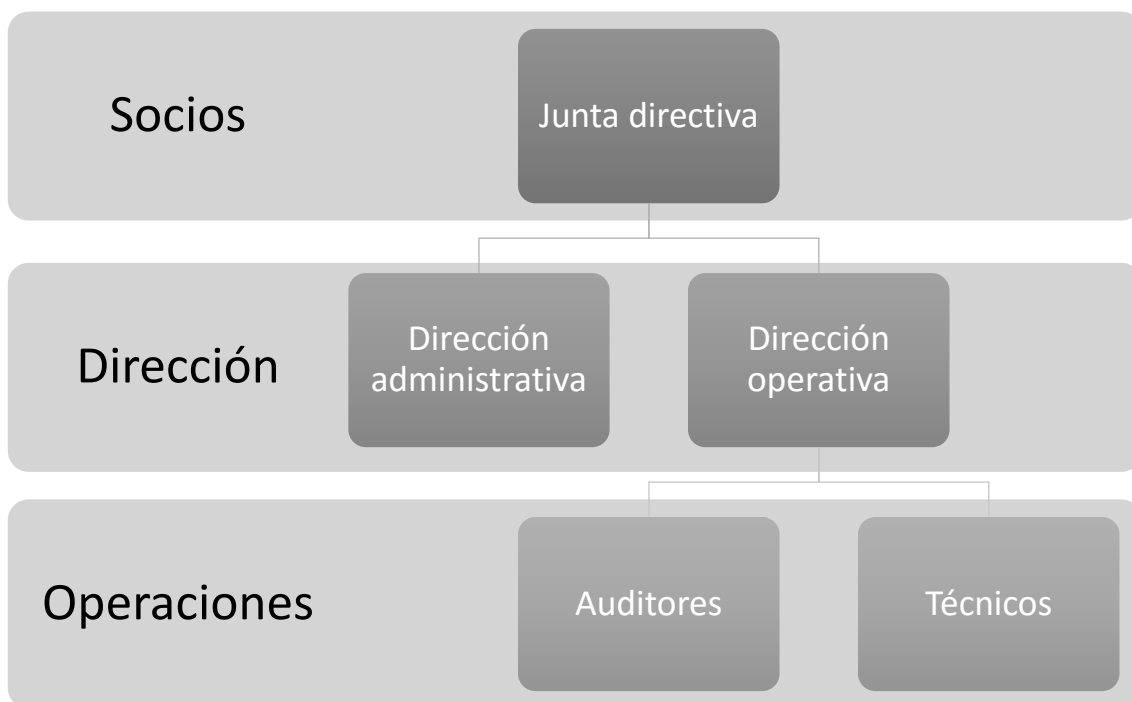 Socios
Junta directiva
Dirección
Dirección
administrativa
Dirección
operativa
Operaciones
Auditores
Técnicos